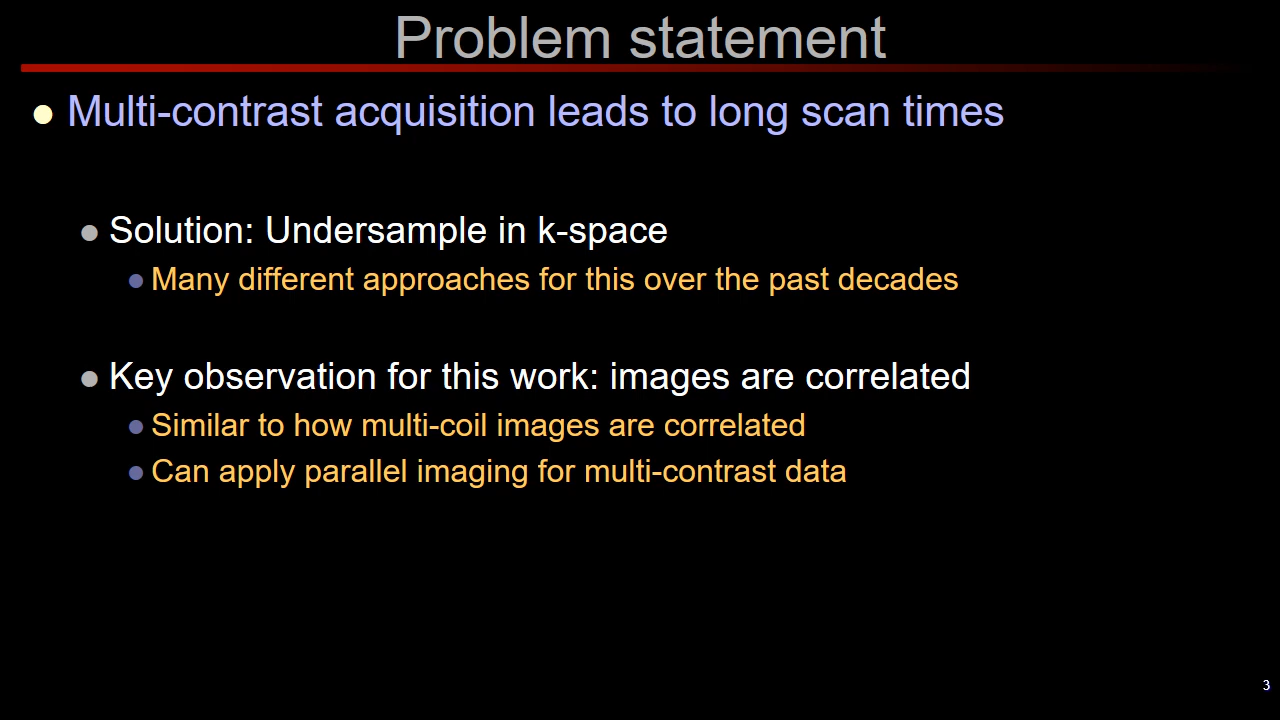 Problem statement
Multi-contrast acquisition leads to long scan times
Solution: Undersample in k-space
Many different approaches for this over the past decades
Key observation for this work: images are correlated
Similar to how multi-coil images are correlated
Can apply parallel imaging for multi-contrast data
3